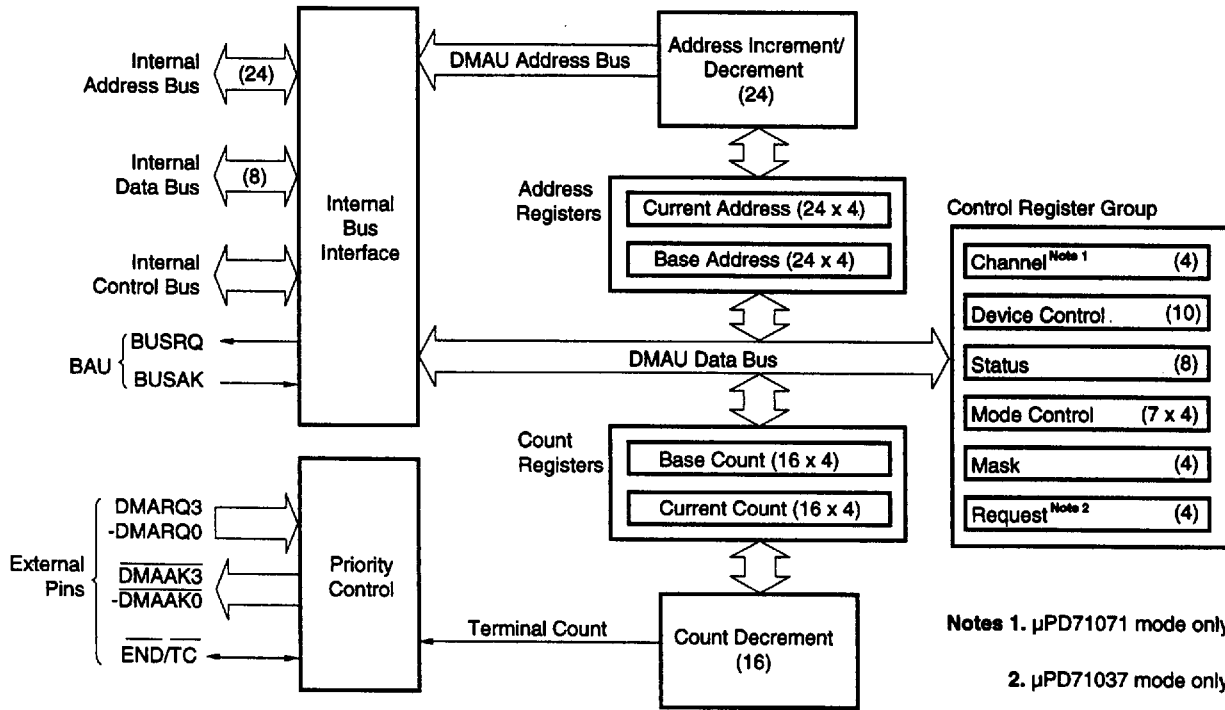 Internal
Address Bus
(24)
Internal
Data Bus
(8)
Internal
Control Bus
BAU
BUSRQ
BUSAK
Internal
Bus
Interface
DMAU Address Bus
Address Increment/
Decrement
(24)
Address
Registers
Current Address (24 x 4)
Base Address (24 x 4)
DMAU Data Bus
Count
Registers
Base Count (16 x 4)
Current Count (16 x 4)
Count Decrement
(16)
Terminal Count
Control Register Group
Channel Note 1 (4)
Device Control (10)
Status (8)
Mode Control (7 x 4)
Mask (4)
Request Note 2 (4)
External
Pins
DMARQ3
-DMARQ0
DMAAK3
-DMAAK0
END/TC
Priority
Control
Notes 1. µPD71071 mode only
2. µPD71037 mode only